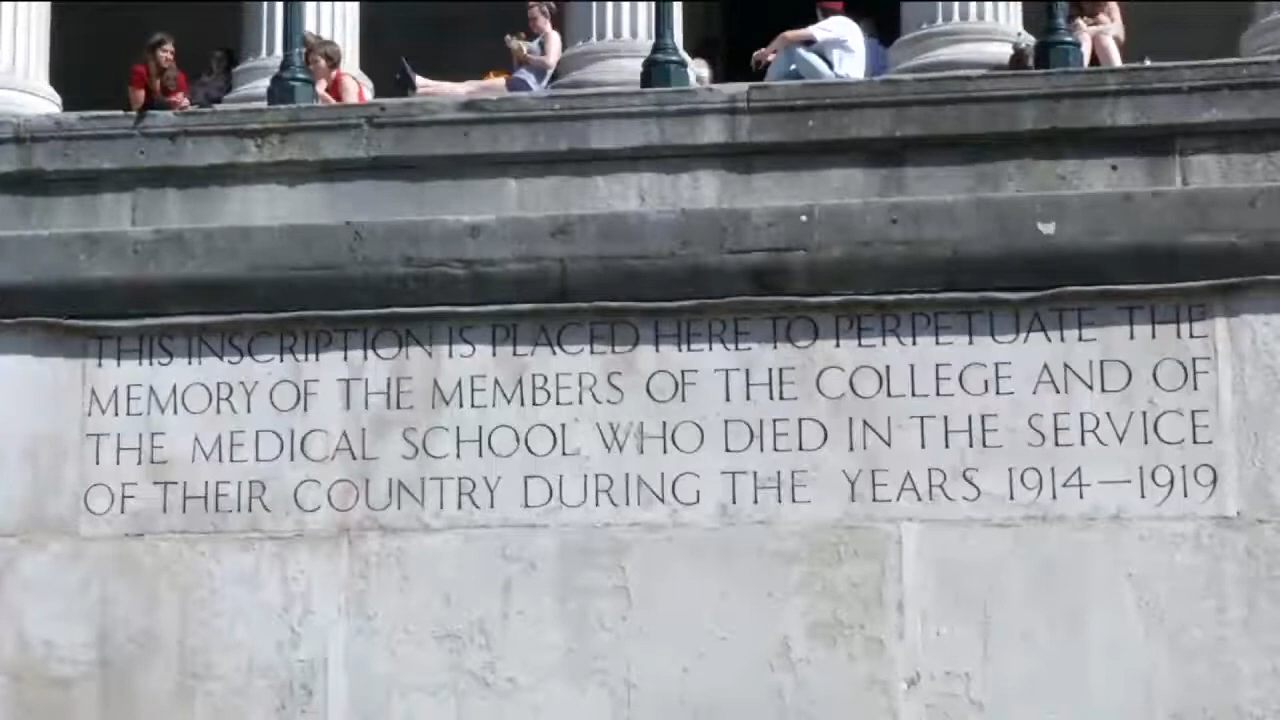 THIS INSCRIPTION IS PLACED HERE TO PERPETUATE THE
MEMORY OF THE MEMBERS OF THE COLLEGE AND OF
THE MEDICAL SCHOOL WHO DIED IN THE SERVICE
OF THEIR COUNTRY DURING THE YEARS 1914—1919